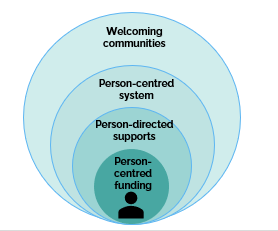 Welcoming
communities
Person-centred
system
Person-directed
supports
Person-
centred
funding